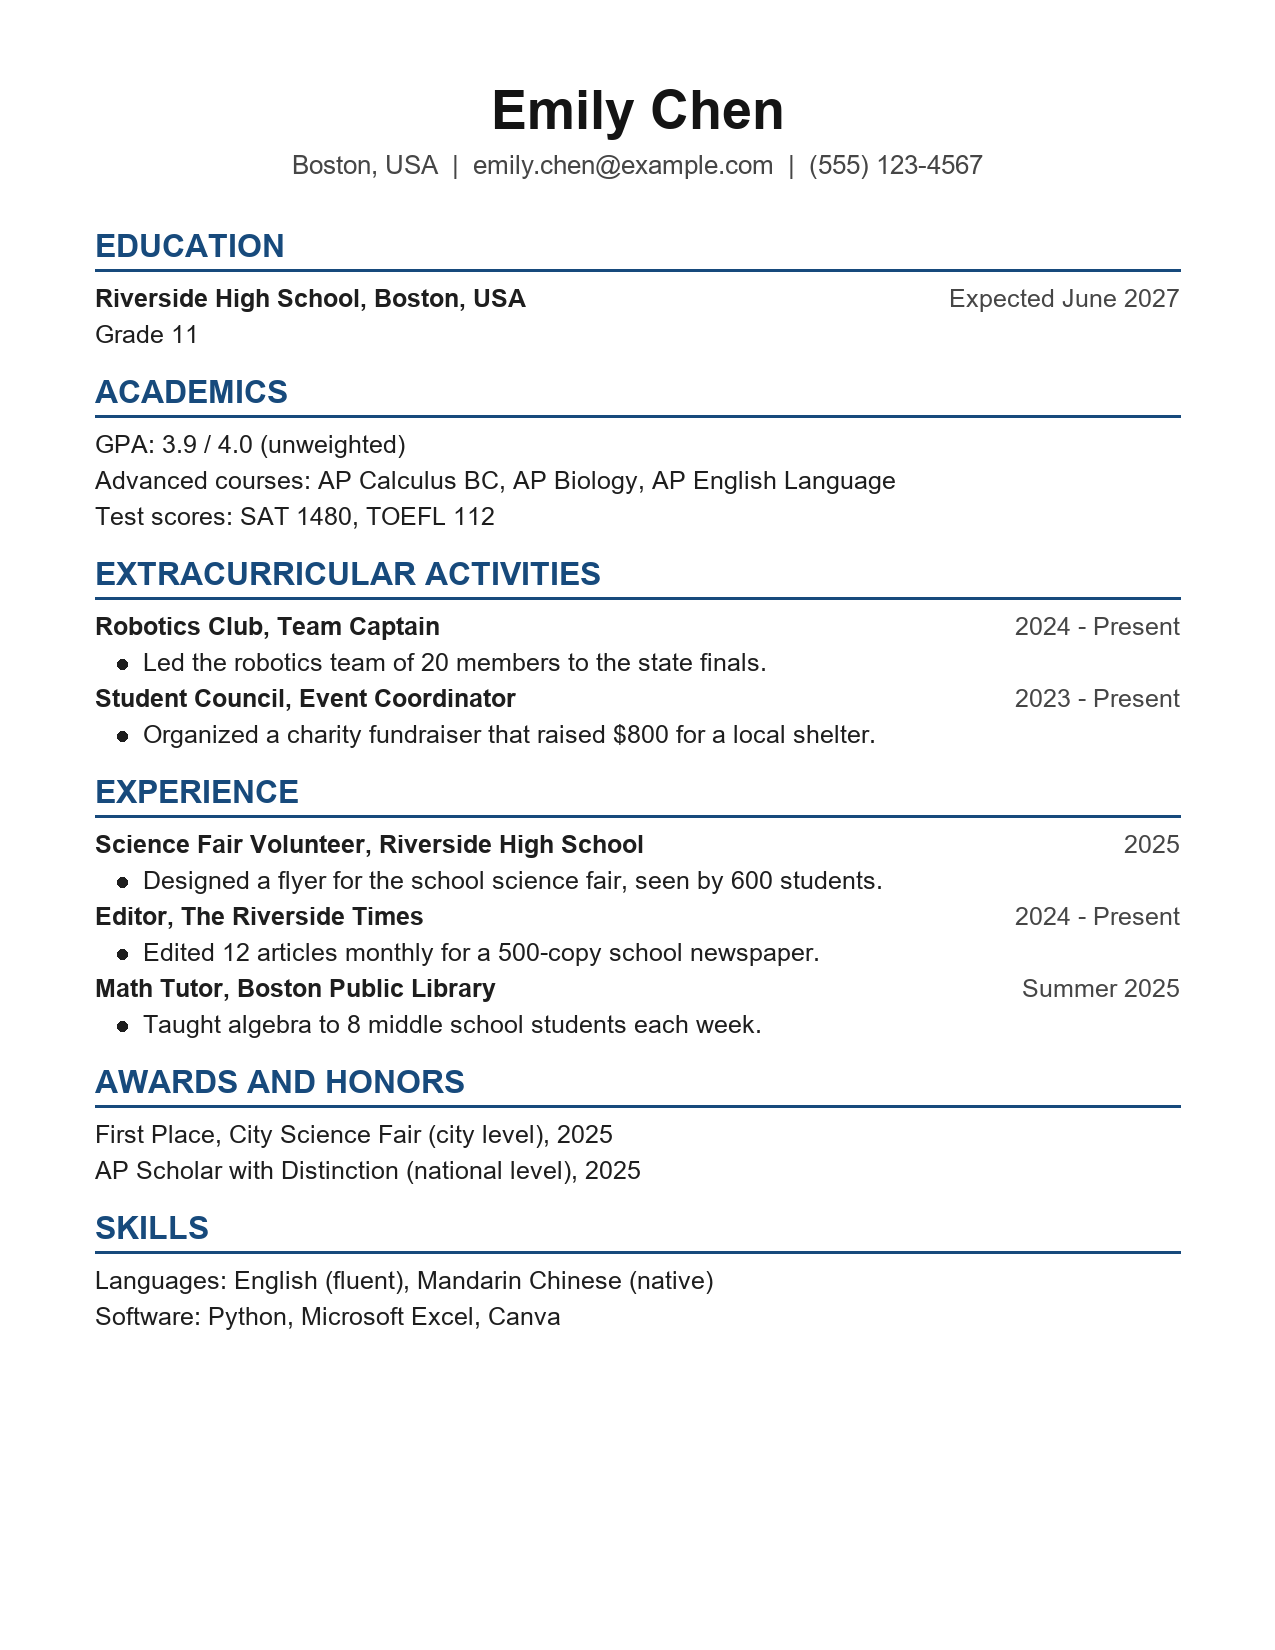 Emily Chen
Boston, USA | emily.chen@example.com | (555) 123-4567
EDUCATION
Riverside High School, Boston, USA Expected June 2027
Grade 11
ACADEMICS
GPA: 3.9 / 4.0 (unweighted)
Advanced courses: AP Calculus BC, AP Biology, AP English Language
Test scores: SAT 1480, TOEFL 112
EXTRACURRICULAR ACTIVITIES
Robotics Club, Team Captain 2024 - Present
● Led the robotics team of 20 members to the state finals.
Student Council, Event Coordinator 2023 - Present
● Organized a charity fundraiser that raised $800 for a local shelter.
EXPERIENCE
Science Fair Volunteer, Riverside High School 2025
● Designed a flyer for the school science fair, seen by 600 students.
Editor, The Riverside Times 2024 - Present
● Edited 12 articles monthly for a 500-copy school newspaper.
Math Tutor, Boston Public Library Summer 2025
● Taught algebra to 8 middle school students each week.
AWARDS AND HONORS
First Place, City Science Fair (city level), 2025
AP Scholar with Distinction (national level), 2025
SKILLS
Languages: English (fluent), Mandarin Chinese (native)
Software: Python, Microsoft Excel, Canva